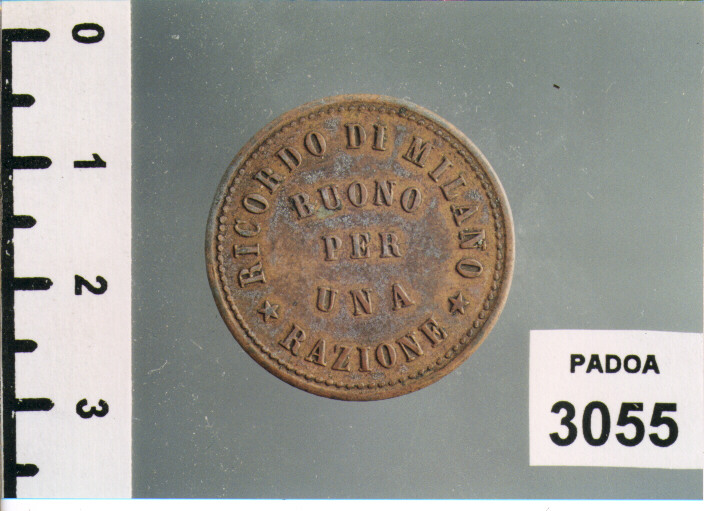 0
1
2
3
RICORDO DI MILANO
BUONO
PER
UNA
RAZIONE
PADOA
3055